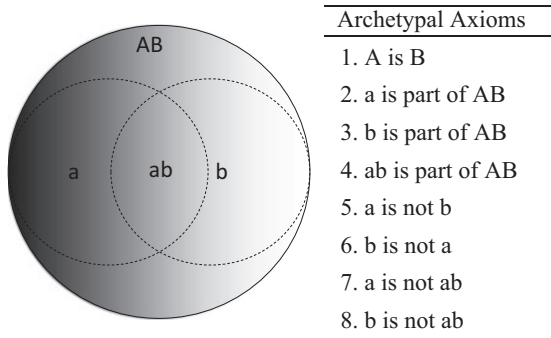 AB
a
ab
b
Archetypal Axioms
1. A is B
2. a is part of AB
3. b is part of AB
4. ab is part of AB
5. a is not b
6. b is not a
7. a is not ab
8. b is not ab